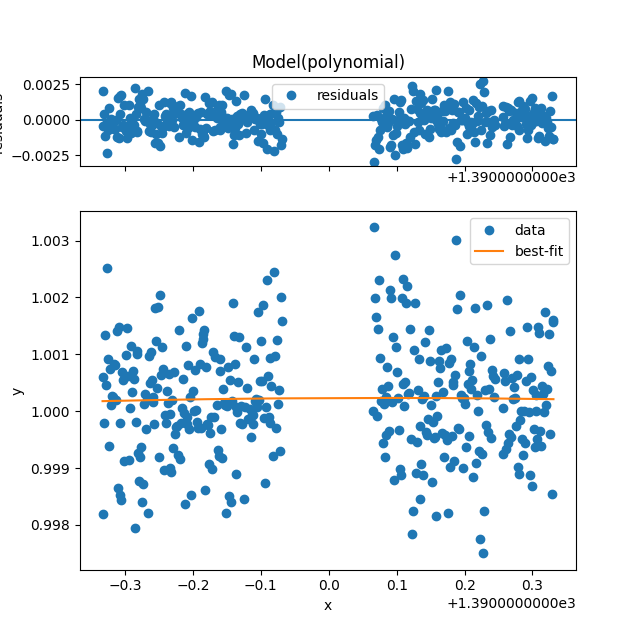 Model(polynomial)
0.0025
0.0000
−0.0025
residuals
+1.3900000000e3
1.003
1.002
1.001
1.000
0.999
0.998
y
data
best-fit
−0.3 −0.2 −0.1 0.0 0.1 0.2 0.3
x
+1.3900000000e3